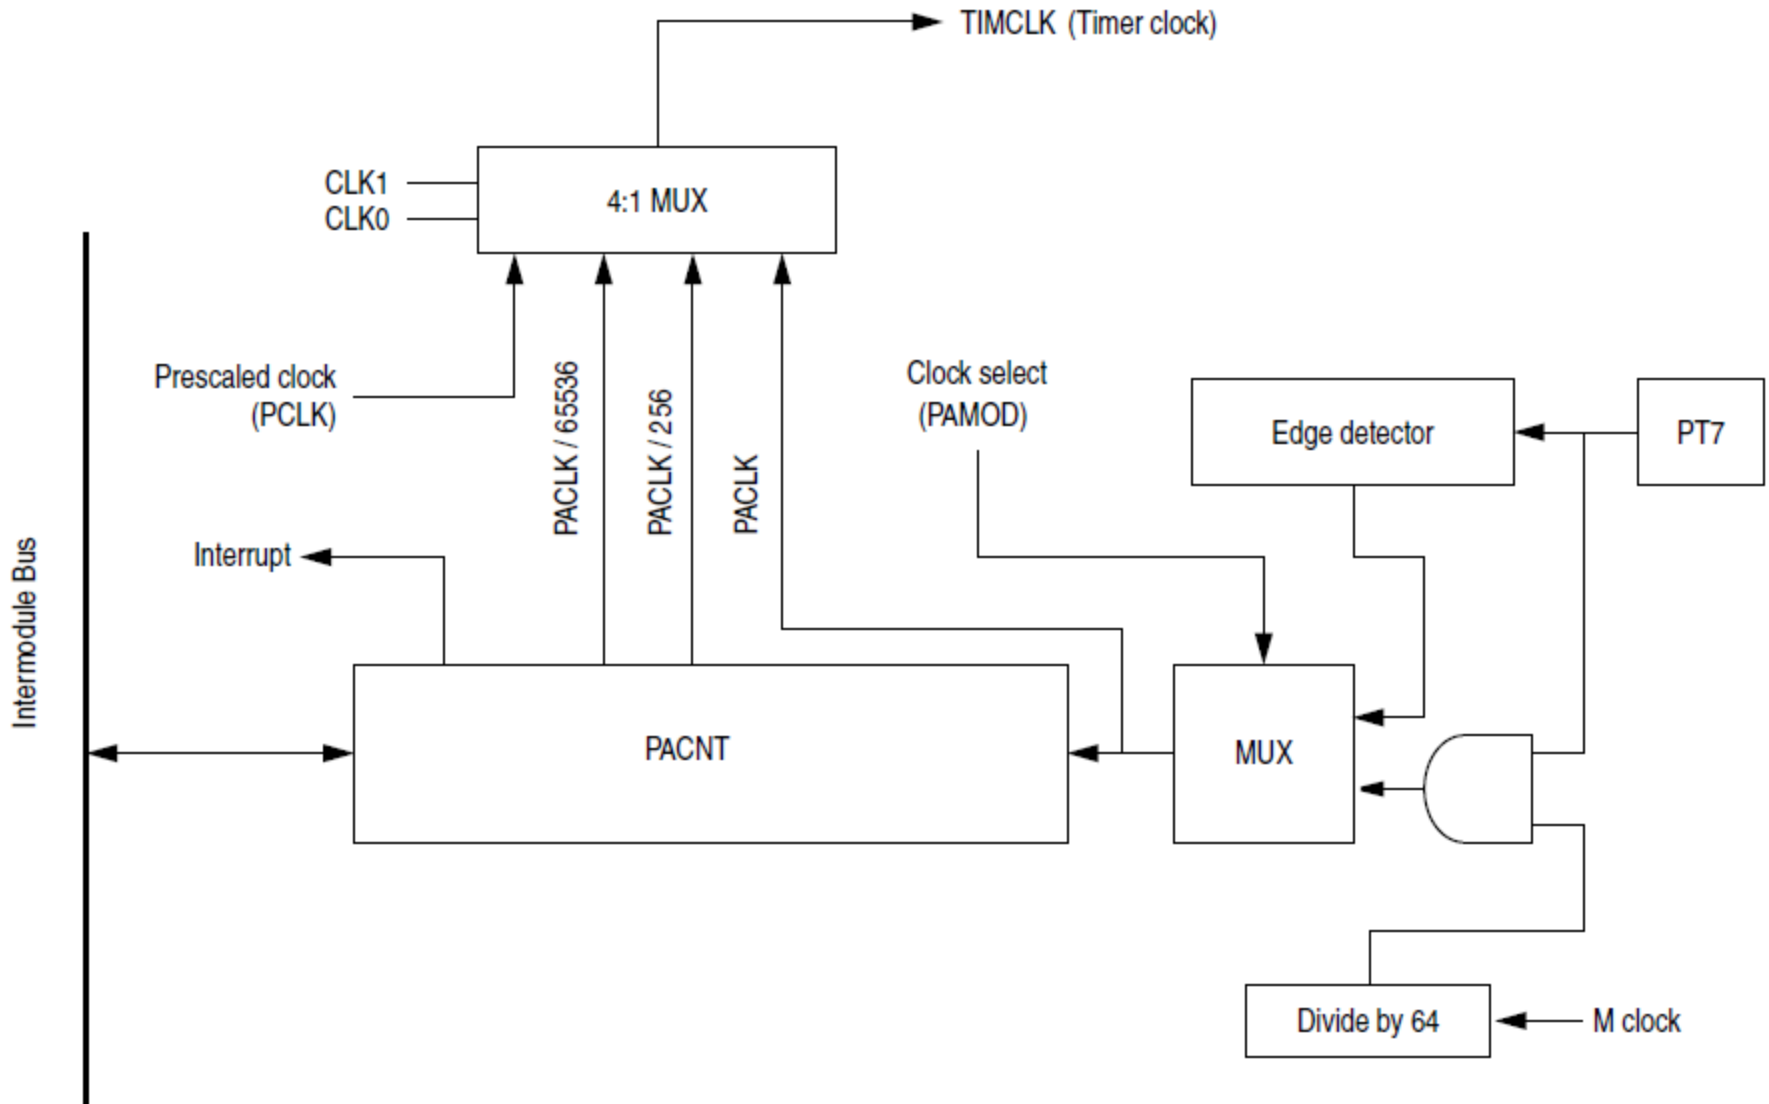 TIMCLK (Timer clock)
CLK1
CLK0
4:1 MUX
Prescaled clock
(PCLK)
PACLK / 65536
PACLK / 256
PACLK
Clock select
(PAMOD)
Edge detector
PT7
Interrupt
Intermodule Bus
PACNT
MUX
Divide by 64
M clock